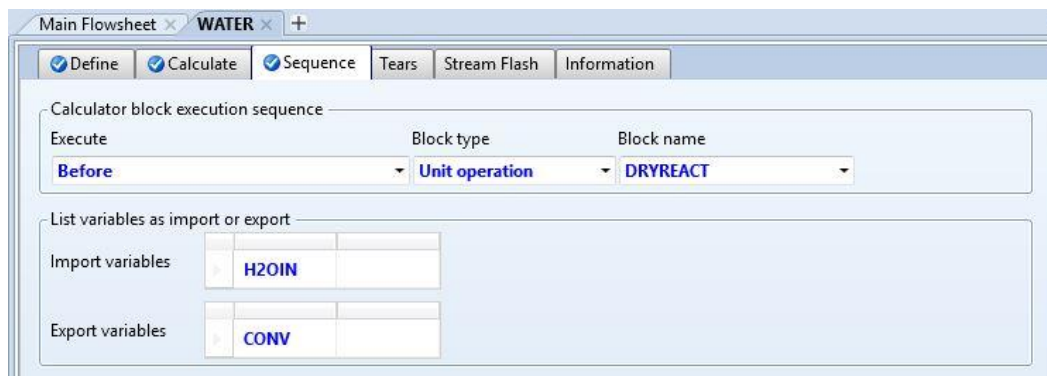 Main Flowsheet × WATER × +
Define Calculate Sequence Tears Stream Flash Information
Calculator block execution sequence
Execute Block type Block name
Before Unit operation DRYREACT
List variables as import or export
Import variables H2OIN
Export variables CONV